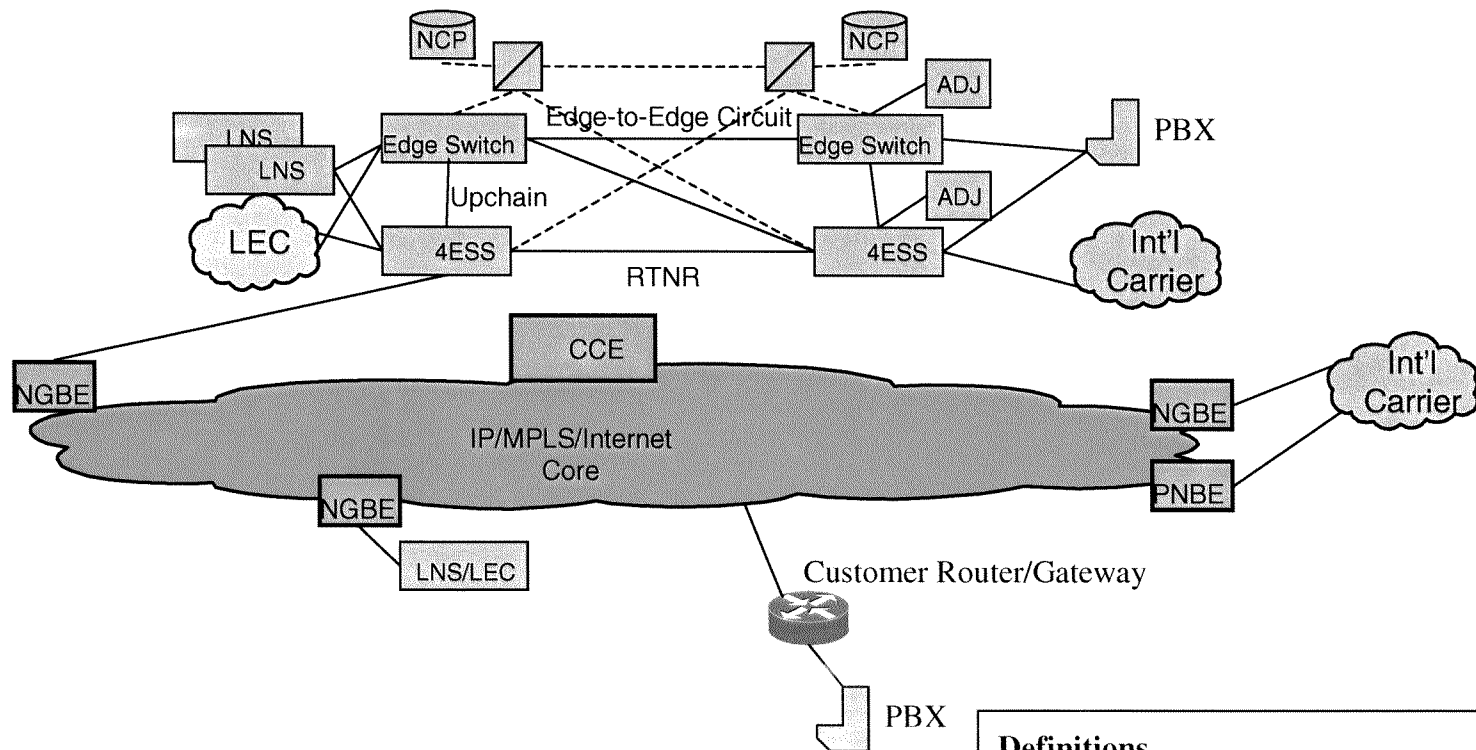 NCP
NCP
ADJ
Edge-to-Edge Circuit
PBX
LNS
Edge Switch
Edge Switch
LNS
Upchain
ADJ
LEC
4ESS
4ESS
Int'l
Carrier
RTNR
CCE
NGBE
Int'l
Carrier
NGBE
IP/MPLS/Internet
Core
NGBE
PNBE
LNS/LEC
Customer Router/Gateway
PBX
Definitions